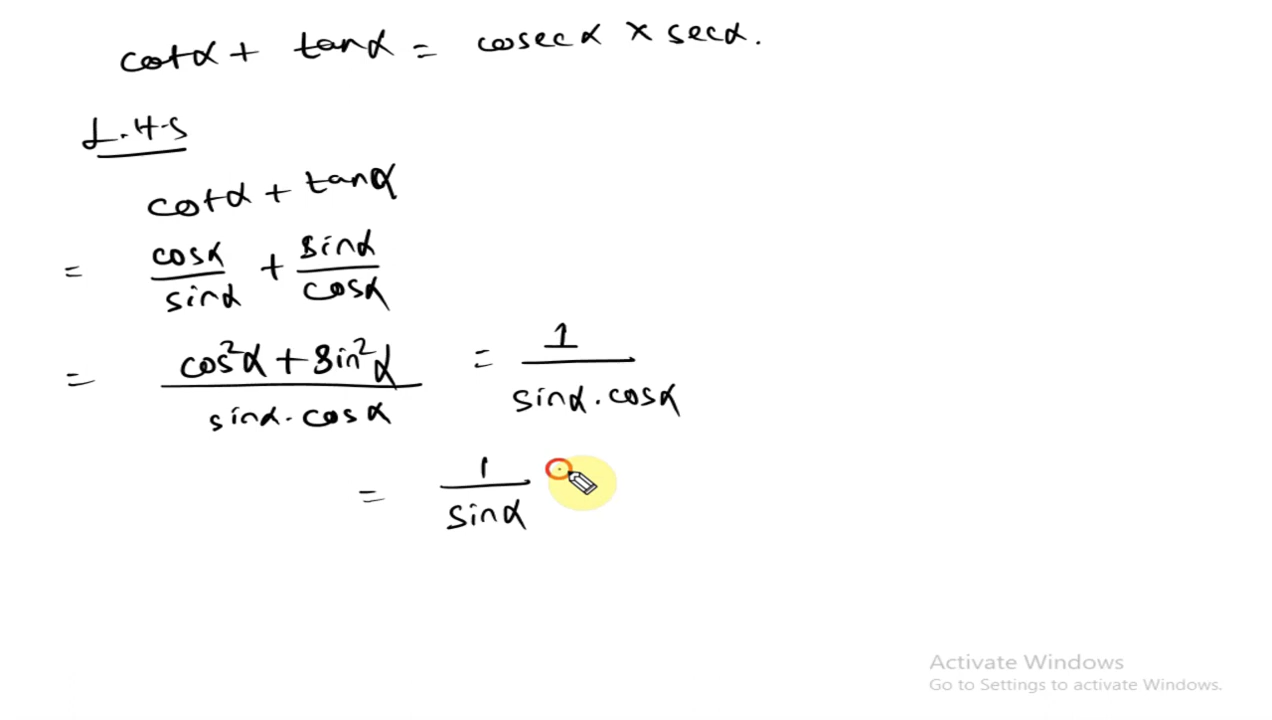 cotα + tanα = cosecα × secα.
L.H.S
cotα + tanα
= cosα/sinα + sinα/cosα
= cos²α + sin²α / sinα . cosα = 1 / sinα . cosα
= 1/sinα
Activate Windows
Go to Settings to activate Windows.